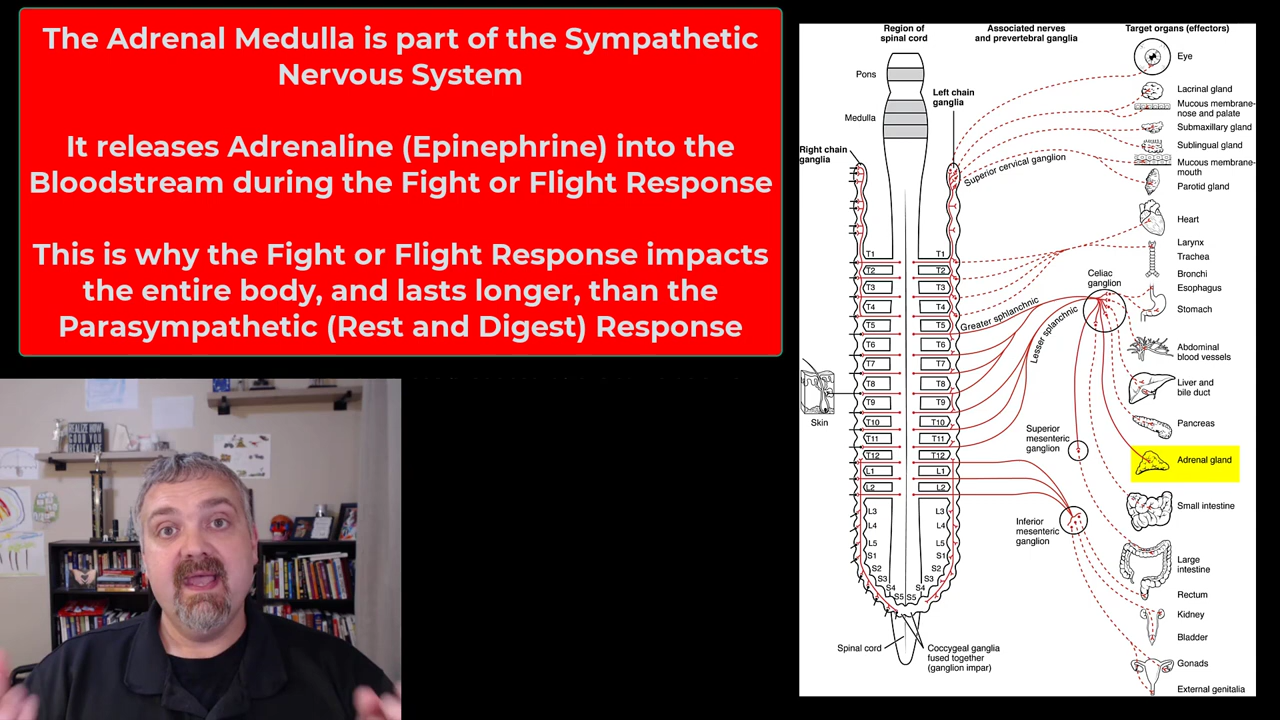 The Adrenal Medulla is part of the Sympathetic
Nervous System
It releases Adrenaline (Epinephrine) into the
Bloodstream during the Fight or Flight Response
This is why the Fight or Flight Response impacts
the entire body, and lasts longer, than the
Parasympathetic (Rest and Digest) Response
Region of
spinal cord
Associated nerves
and prevertebral ganglia
Target organs (effectors)
Pons
Medulla
Left chain
ganglia
Right chain
ganglia
Superior cervical ganglion
Eye
Lacrinal gland
Mucous membrane-
nose and palate
Submaxillary gland
Sublingual gland
Mucous membrane-
mouth
Parotid gland
Heart
Larynx
Trachea
Bronchi
Esophagus
Stomach
Abdominal
blood vessels
Liver and
bile duct
Pancreas
Adrenal gland
Small intestine
Large
intestine
Rectum
Kidney
Bladder
Gonads
External genitalia
Celiac
ganglion
Greater sphlanchnic
Lesser splanchnic
Superior
mesenteric
ganglion
Inferior
mesenteric
ganglion
Skin
T1 T1
T2 T2
T3 T3
T4 T4
T5 T5
T6 T6
T7 T7
T8 T8
T9 T9
T10 T10
T11 T11
T12 T12
L1 L1
L2 L2
L3 L3
L4 L4
L5 L5
S1 S1
S2 S2
S3 S3
S4 S4
S5 S5
Spinal cord
Coccygeal ganglia
fused together
(ganglion impar)